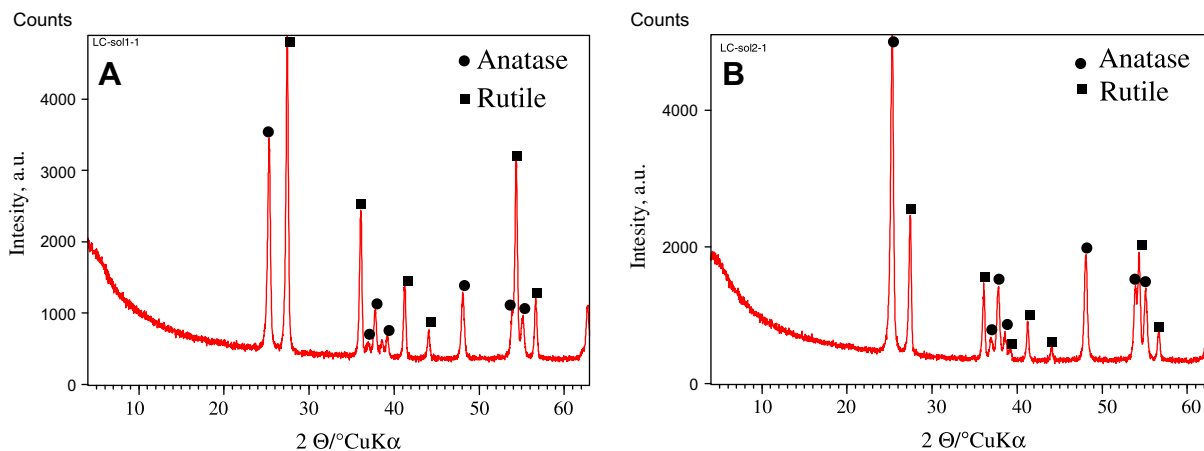 Counts
LC-sol1-1
A
Anatase
Rutile
Intesity, a.u.
4000
3000
2000
1000
0
10 20 30 40 50 60
2 Θ/°CuKα
Counts
LC-sol2-1
B
Anatase
Rutile
Intesity, a.u.
4000
2000
0
10 20 30 40 50 60
2 Θ/°CuKα